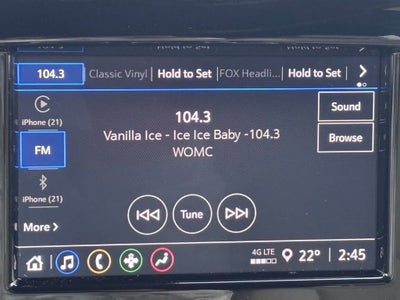 104.3 Classic Vinyl Hold to Set FOX Headli... Hold to Set
iPhone (21)
104.3
Sound
Vanilla Ice - Ice Ice Baby -104.3
Browse
FM
WOMC
iPhone (21)
Tune
More >
4G LTE
22° 2:45